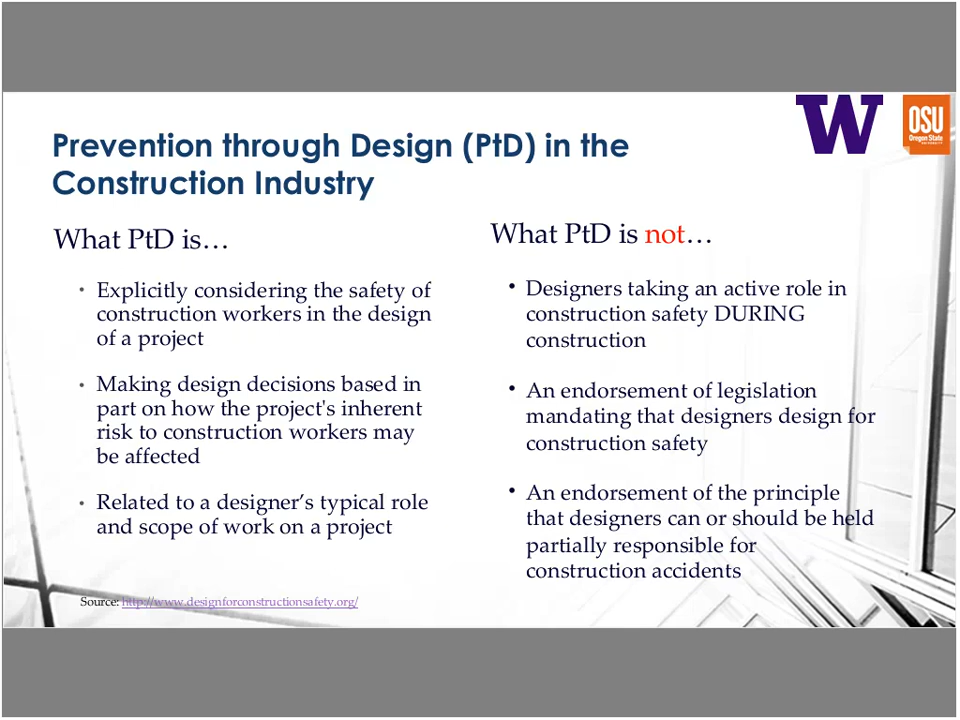 W
OSU
Oregon State
UNIVERSITY
Prevention through Design (PtD) in the
Construction Industry
What PtD is…
• Explicitly considering the safety of
construction workers in the design
of a project
• Making design decisions based in
part on how the project's inherent
risk to construction workers may
be affected
• Related to a designer’s typical role
and scope of work on a project
Source: http://www.designforconstructionsafety.org/
What PtD is not…
• Designers taking an active role in
construction safety DURING
construction
• An endorsement of legislation
mandating that designers design for
construction safety
• An endorsement of the principle
that designers can or should be held
partially responsible for
construction accidents